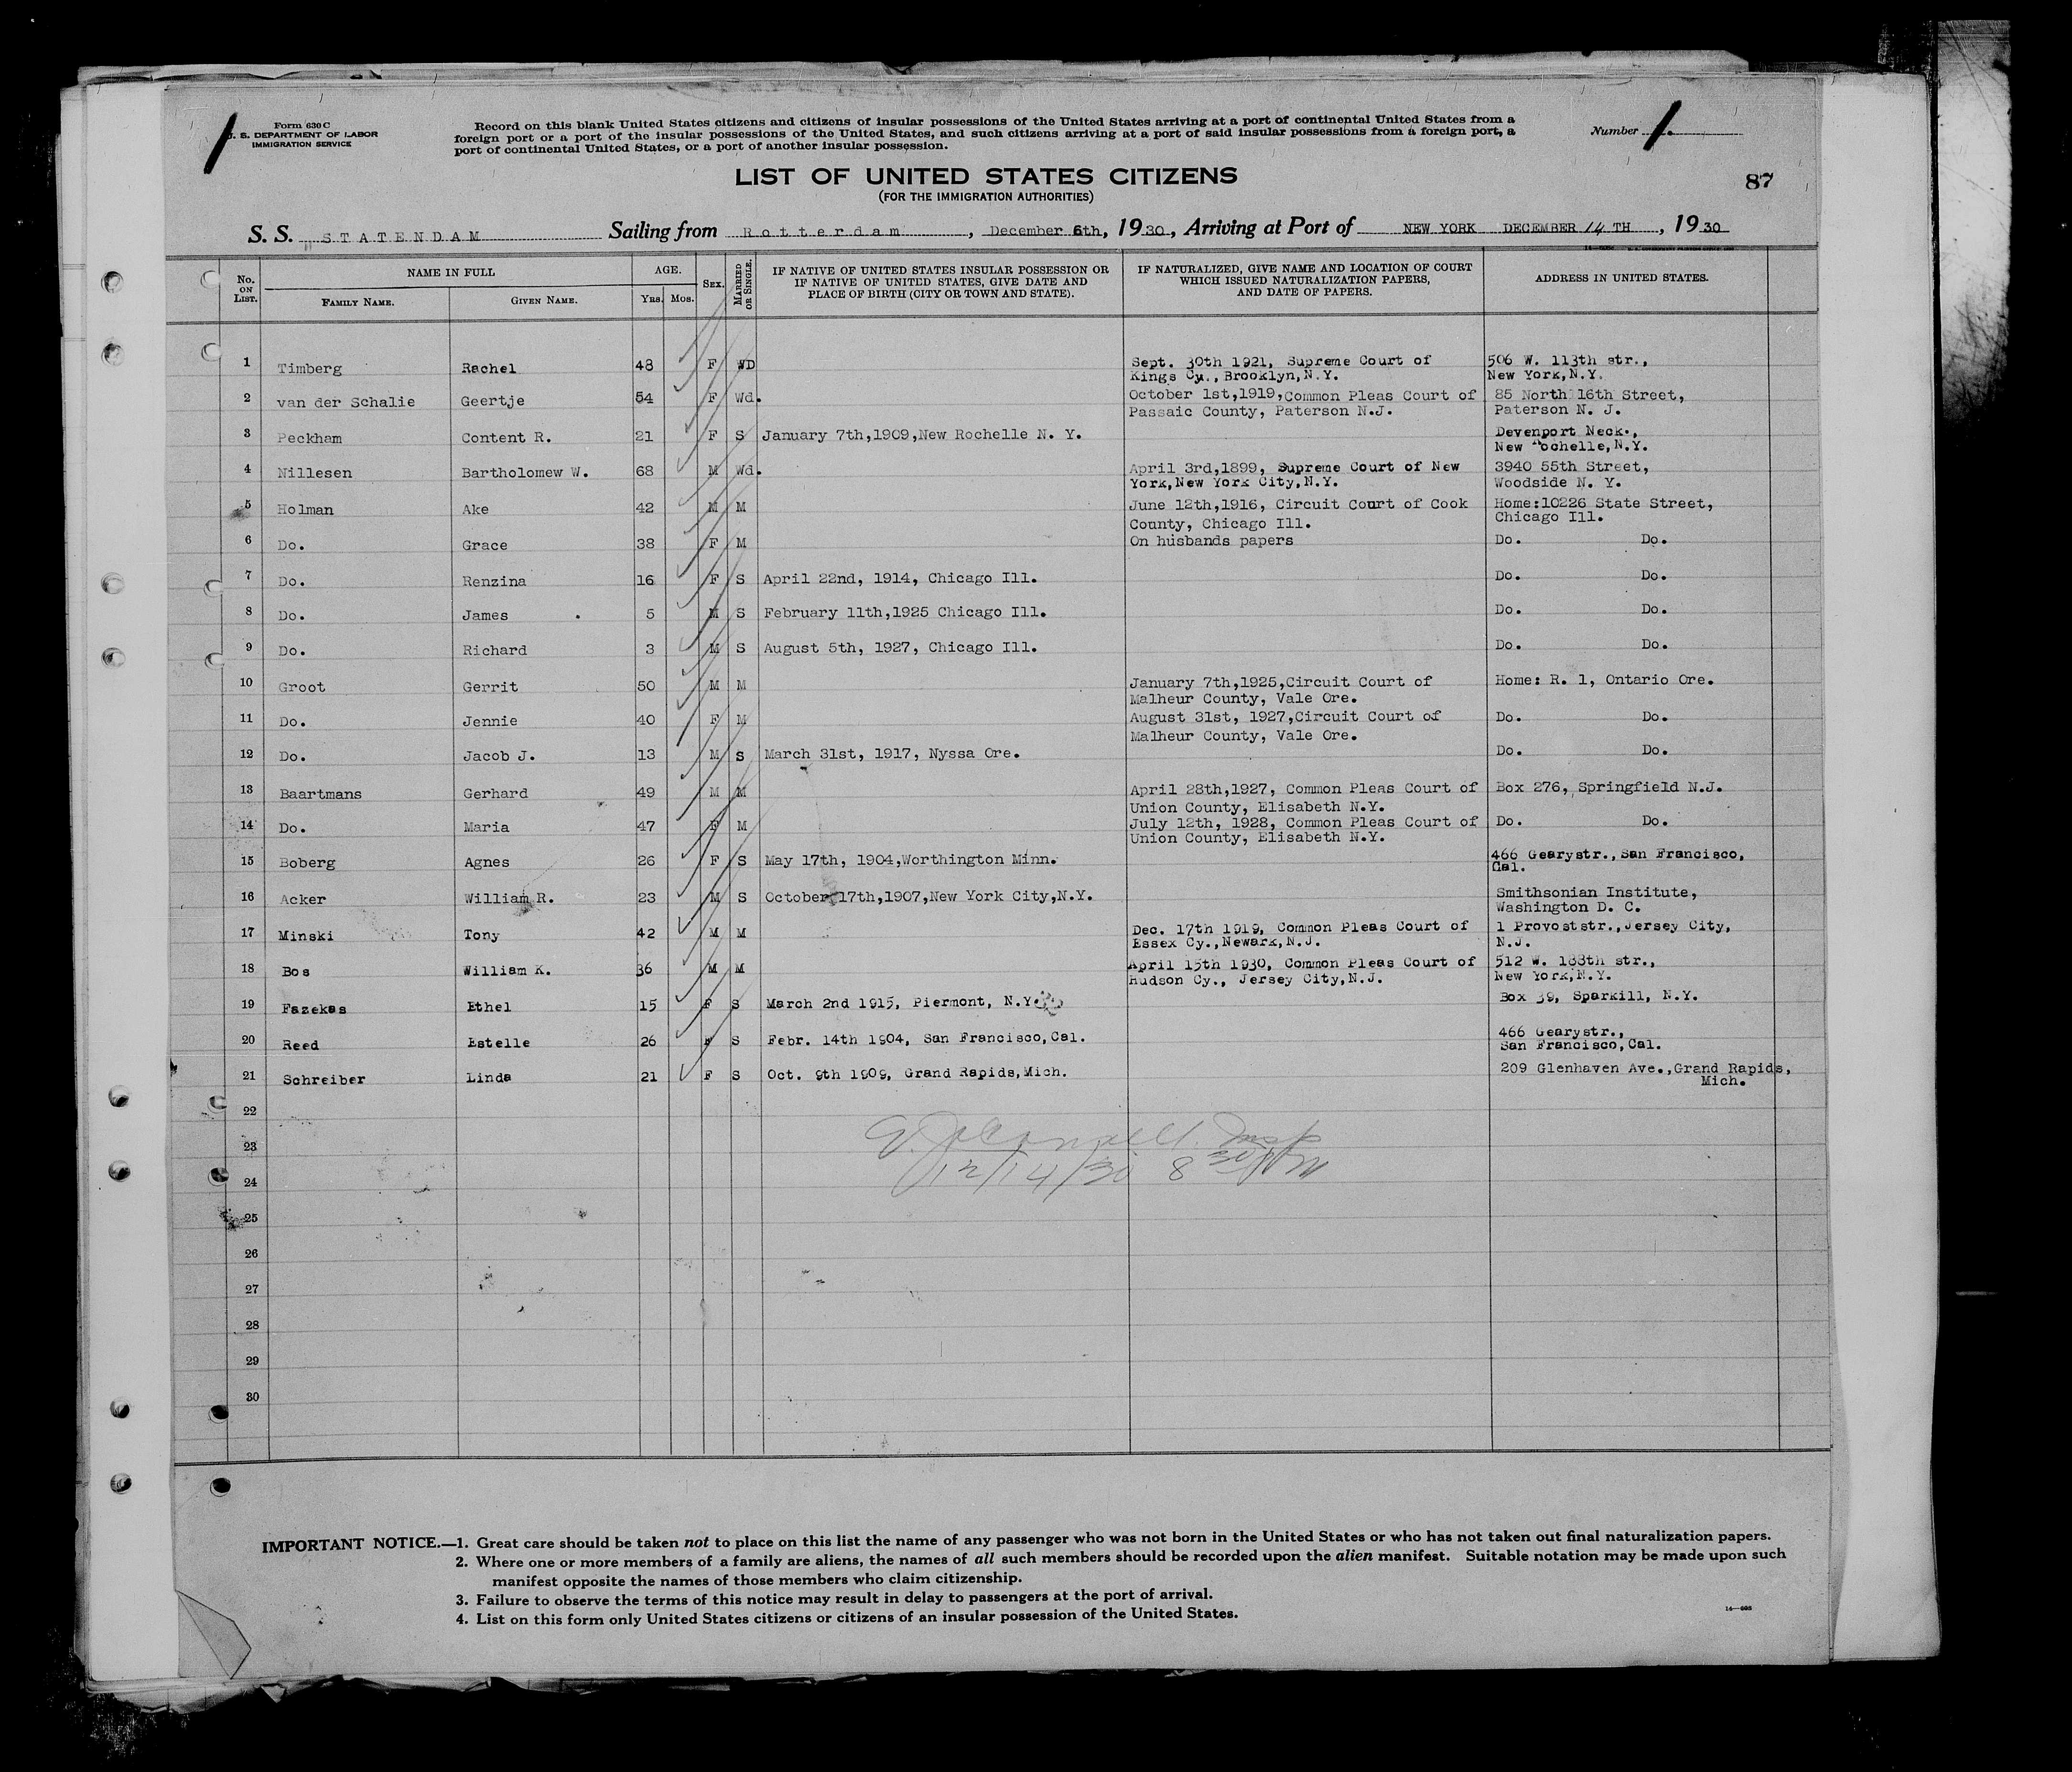 Form 630 C
U. S. DEPARTMENT OF LABOR
IMMIGRATION SERVICE
Record on this blank United States citizens and citizens of insular possessions of the United States arriving at a port of continental United States from a
foreign port or a port of the insular possessions of the United States, and such citizens arriving at a port of said insular possessions from a foreign port, a
port of continental United States, or a port of another insular possession.
Number 1.
LIST OF UNITED STATES CITIZENS
(FOR THE IMMIGRATION AUTHORITIES)
87
S. S. "STATENDAM Sailing from Rotterdam, December 6th, 1930, Arriving at Port of NEW YORK DECEMBER 14TH, 1930
No. ON LIST. NAME IN FULL AGE. SEX. MARRIED OR SINGLE. IF NATIVE OF UNITED STATES INSULAR POSSESSION OR IF NATIVE OF UNITED STATES, GIVE DATE AND PLACE OF BIRTH (CITY OR TOWN AND STATE). IF NATURALIZED, GIVE NAME AND LOCATION OF COURT WHICH ISSUED NATURALIZATION PAPERS, AND DATE OF PAPERS. ADDRESS IN UNITED STATES.
FAMILY NAME. GIVEN NAME. YRS. MOS.
1 Timberg Rachel 48 F WD Sept. 30th 1921, Supreme Court of 506 W. 113th str.,
Kings Cy., Brooklyn,N.Y. New York,N.Y.
2 van der Schalie Geertje 54 F Wd. October 1st,1919,Common Pleas Court of 85 North 16th Street,
Passaic County, Paterson N.J. Paterson N. J.
3 Peckham Content R. 21 F S January 7th,1909,New Rochelle N. Y. Devenport Neck.,
New Rochelle,N.Y.
4 Nillesen Bartholomew W. 68 M Wd. April 3rd,1899, Supreme Court of New 3940 55th Street,
York,New York City,N.Y. Woodside N. Y.
5 Holman Ake 42 M M June 12th,1916, Circuit Court of Cook Home:10226 State Street,
County, Chicago Ill. Chicago Ill.
6 Do. Grace 38 F M On husbands papers Do. Do.
7 Do. Renzina 16 F S April 22nd, 1914, Chicago Ill. Do. Do.
8 Do. James 5 M S February 11th,1925 Chicago Ill. Do. Do.
9 Do. Richard 3 M S August 5th, 1927, Chicago Ill. Do. Do.
10 Groot Gerrit 50 M M January 7th,1925,Circuit Court of Home: R. 1, Ontario Ore.
Malheur County, Vale Ore.
11 Do. Jennie 40 F M August 31st, 1927,Circuit Court of Do. Do.
Malheur County, Vale Ore.
12 Do. Jacob J. 13 M S March 31st, 1917, Nyssa Ore. Do. Do.
13 Baartmans Gerhard 49 M M April 28th,1927, Common Pleas Court of Box 276, Springfield N.J.
Union County, Elisabeth N.Y.
14 Do. Maria 47 F M July 12th, 1928, Common Pleas Court of Do. Do.
Union County, Elisabeth N.Y.
15 Boberg Agnes 26 F S May 17th, 1904,Worthington Minn. 466 Gearystr.,San Francisco,
Cal.
16 Acker William R. 23 M S October 17th,1907,New York City,N.Y. Smithsonian Institute,
Washington D. C.
17 Minski Tony 42 M M Dec. 17th 1919, Common Pleas Court of 1 Provoststr.,Jersey City,
Essex Cy.,Newark,N.J. N.J.
18 Bos William K. 36 M M April 15th 1930, Common Pleas Court of 512 W. 188th str.,
Hudson Cy., Jersey City,N.J. New York,N.Y.
19 Fazekas Ethel 15 F S March 2nd 1915, Piermont, N.Y. Box 39, Sparkill, N.Y.
20 Reed Estelle 26 F S Febr. 14th 1904, San Francisco,Cal. 466 Gearystr.,
San Francisco,Cal.
21 Schreiber Linda 21 F S Oct. 9th 1909, Grand Rapids,Mich. 209 Glenhaven Ave.,Grand Rapids,
Mich.
22
23
24
12/14/30 8 30 PM
25
26
27
28
29
30
IMPORTANT NOTICE.—1. Great care should be taken not to place on this list the name of any passenger who was not born in the United States or who has not taken out final naturalization papers.
2. Where one or more members of a family are aliens, the names of all such members should be recorded upon the alien manifest. Suitable notation may be made upon such
manifest opposite the names of those members who claim citizenship.
3. Failure to observe the terms of this notice may result in delay to passengers at the port of arrival.
4. List on this form only United States citizens or citizens of an insular possession of the United States.